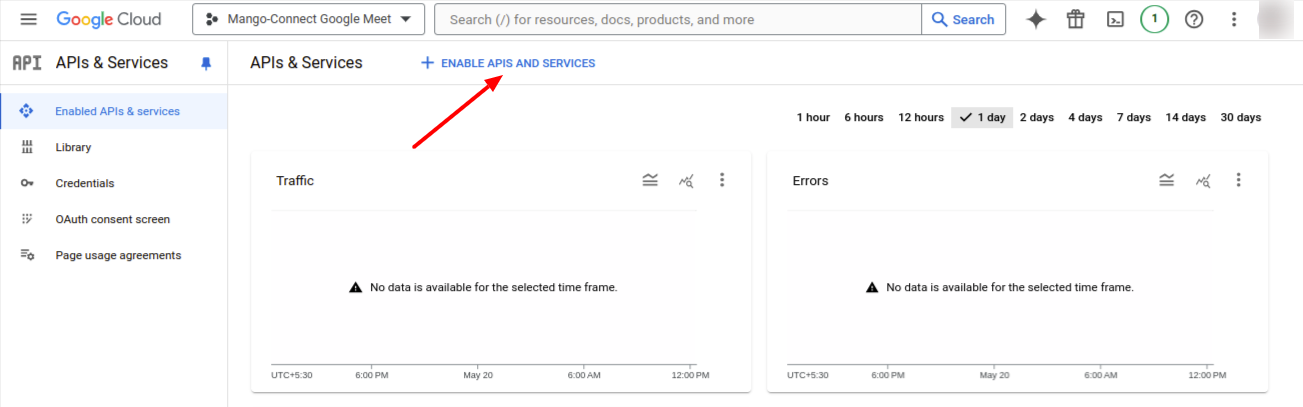 Google Cloud
Mango-Connect Google Meet
Search (/) for resources, docs, products, and more
Search
1
API
APIs & Services
APIs & Services
ENABLE APIS AND SERVICES
Enabled APIs & services
Library
Credentials
OAuth consent screen
Page usage agreements
1 hour 6 hours 12 hours 1 day 2 days 4 days 7 days 14 days 30 days
Traffic
No data is available for the selected time frame.
UTC+5:30 6:00 PM May 20 6:00 AM 12:00 PM
Errors
No data is available for the selected time frame.
UTC+5:30 6:00 PM May 20 6:00 AM 12:00 PM